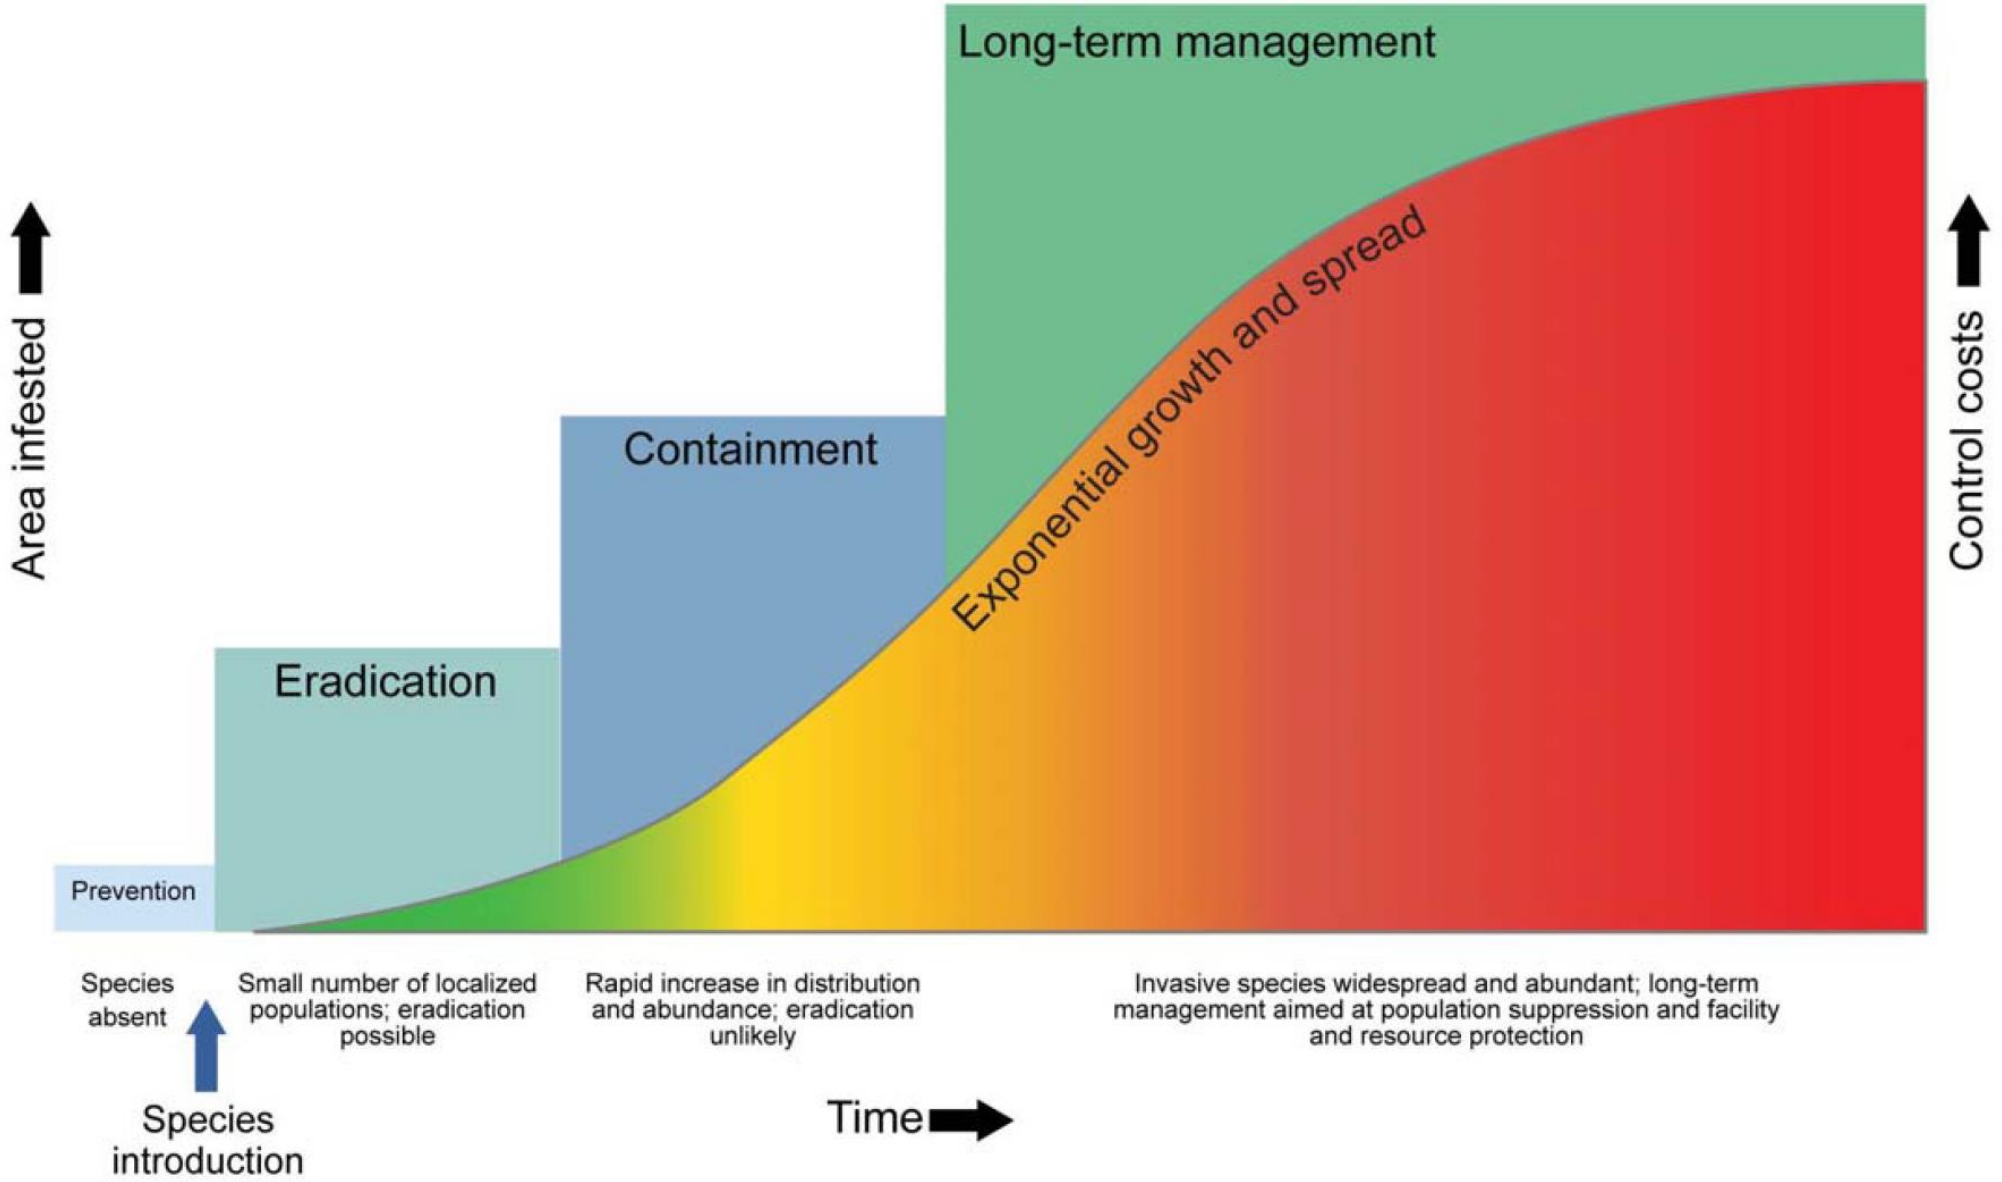 Long-term management
Area infested
Control costs
Exponential growth and spread
Containment
Eradication
Prevention
Species
absent
Small number of localized
populations; eradication
possible
Rapid increase in distribution
and abundance; eradication
unlikely
Invasive species widespread and abundant; long-term
management aimed at population suppression and facility
and resource protection
Species
introduction
Time